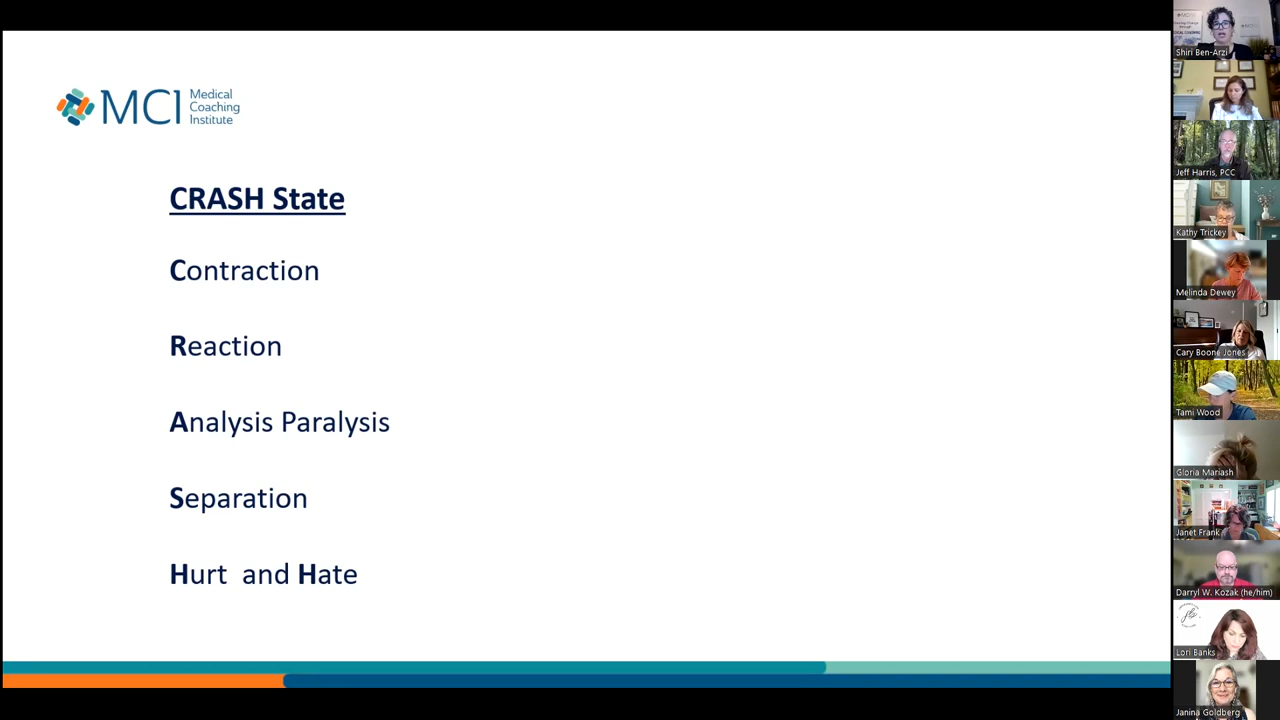 MCI
Medical
Coaching
Institute
CRASH State
Contraction
Reaction
Analysis Paralysis
Separation
Hurt  and Hate
Shiri Ben-Arzi
Jeff Harris, PCC
Kathy Trickey
Melinda Dewey
Cary Boone Jones
Tami Wood
Gloria Mariash
Janet Frank
Darryl W. Kozak (he/him)
Lori Banks
Janina Goldberg